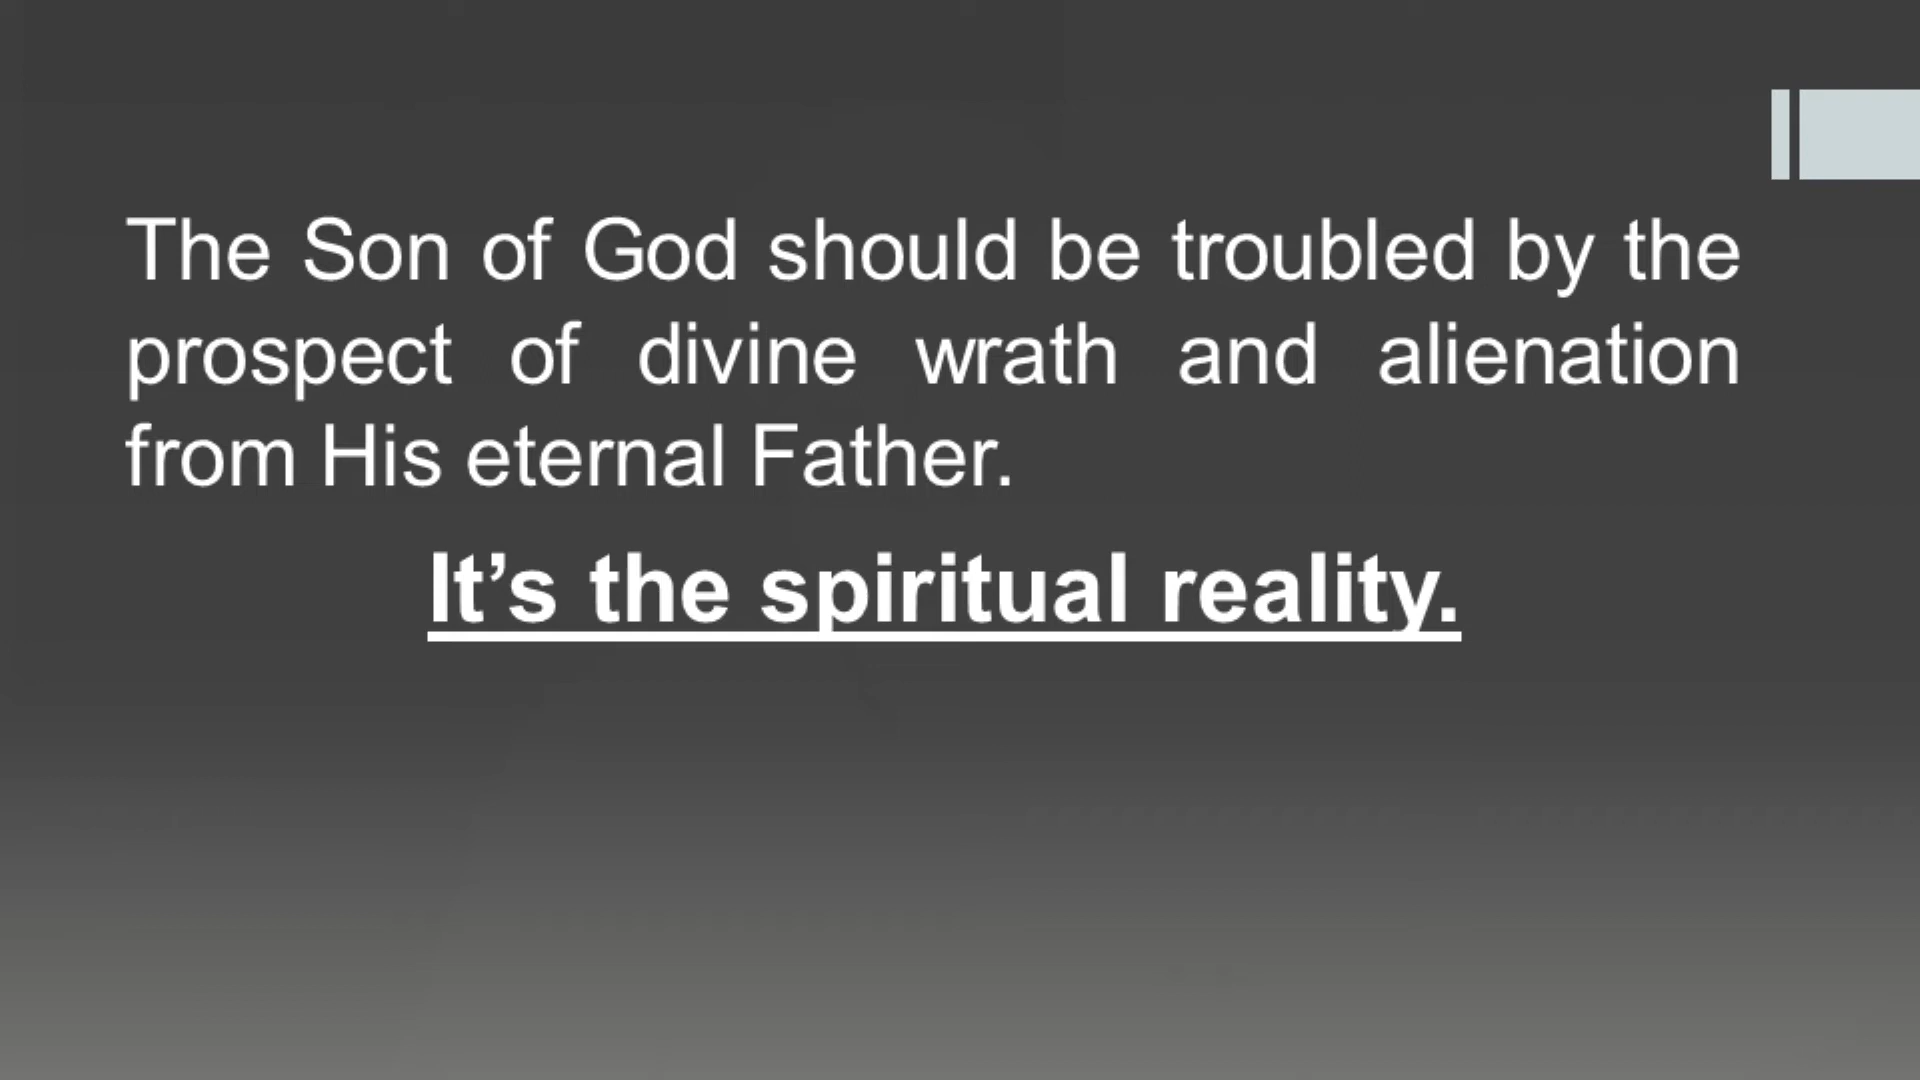 The Son of God should be troubled by the
prospect of divine wrath and alienation
from His eternal Father.
It’s the spiritual reality.